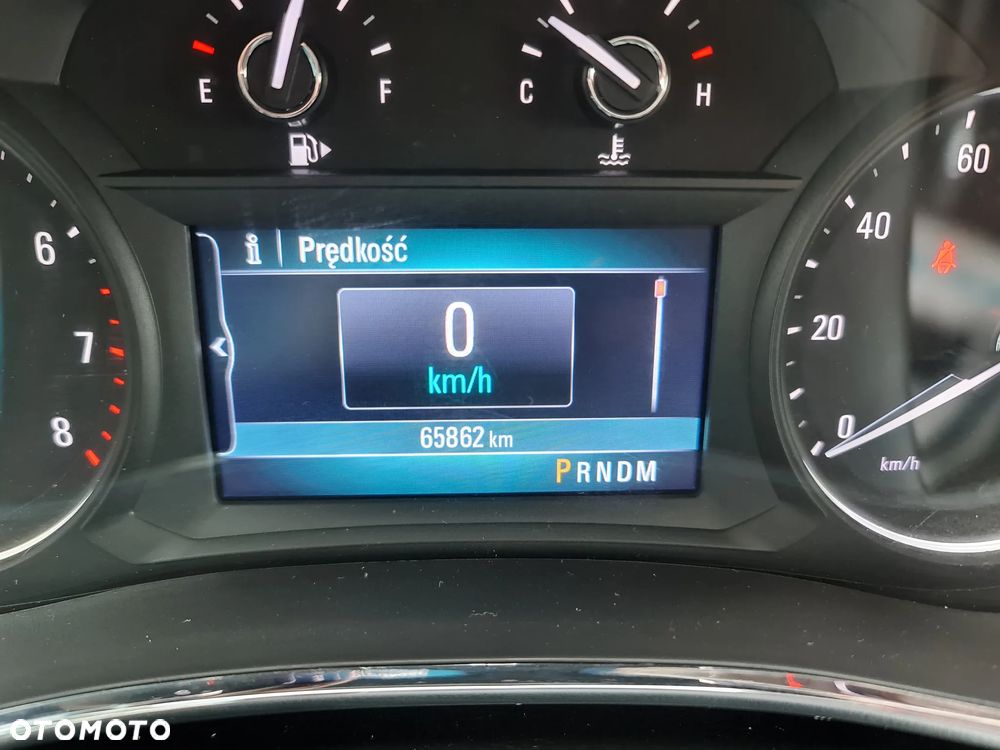 E F
C H
6
7
8
Prędkość
0
km/h
65862 km
PRNDM
60
40
20
0
km/h
OTOMOTO